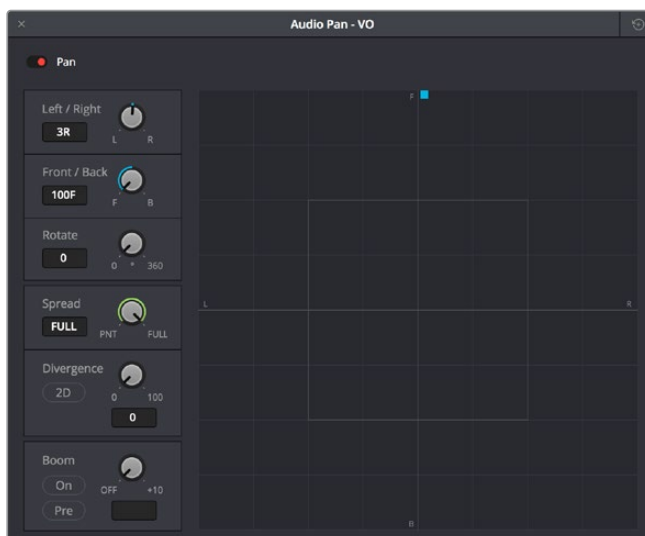 Audio Pan - VO
Pan
Left / Right
3R
L R
Front / Back
100F
F B
Rotate
0
0 ° 360
Spread
FULL
PNT FULL
Divergence
2D
0 100
0
Boom
On
OFF +10
Pre
F
L
R
B